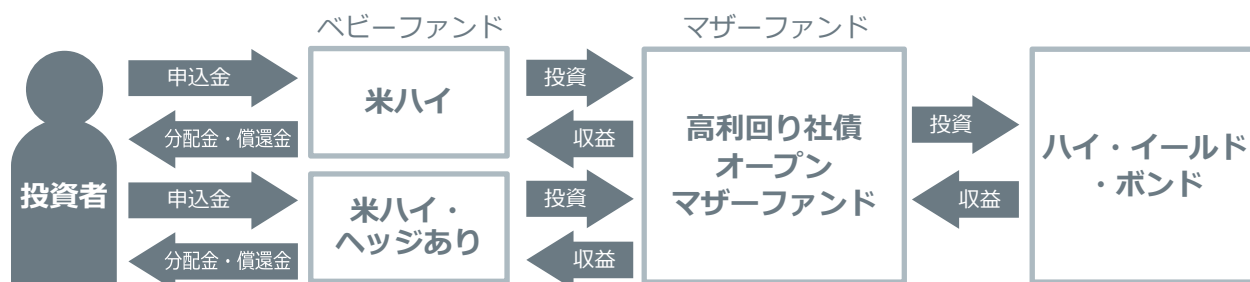 ベビーファンド
マザーファンド
投資者
申込金
分配金・償還金
申込金
分配金・償還金
米ハイ
米ハイ・
ヘッジあり
投資
収益
投資
収益
高利回り社債
オープン
マザーファンド
投資
収益
ハイ・イールド
・ボンド